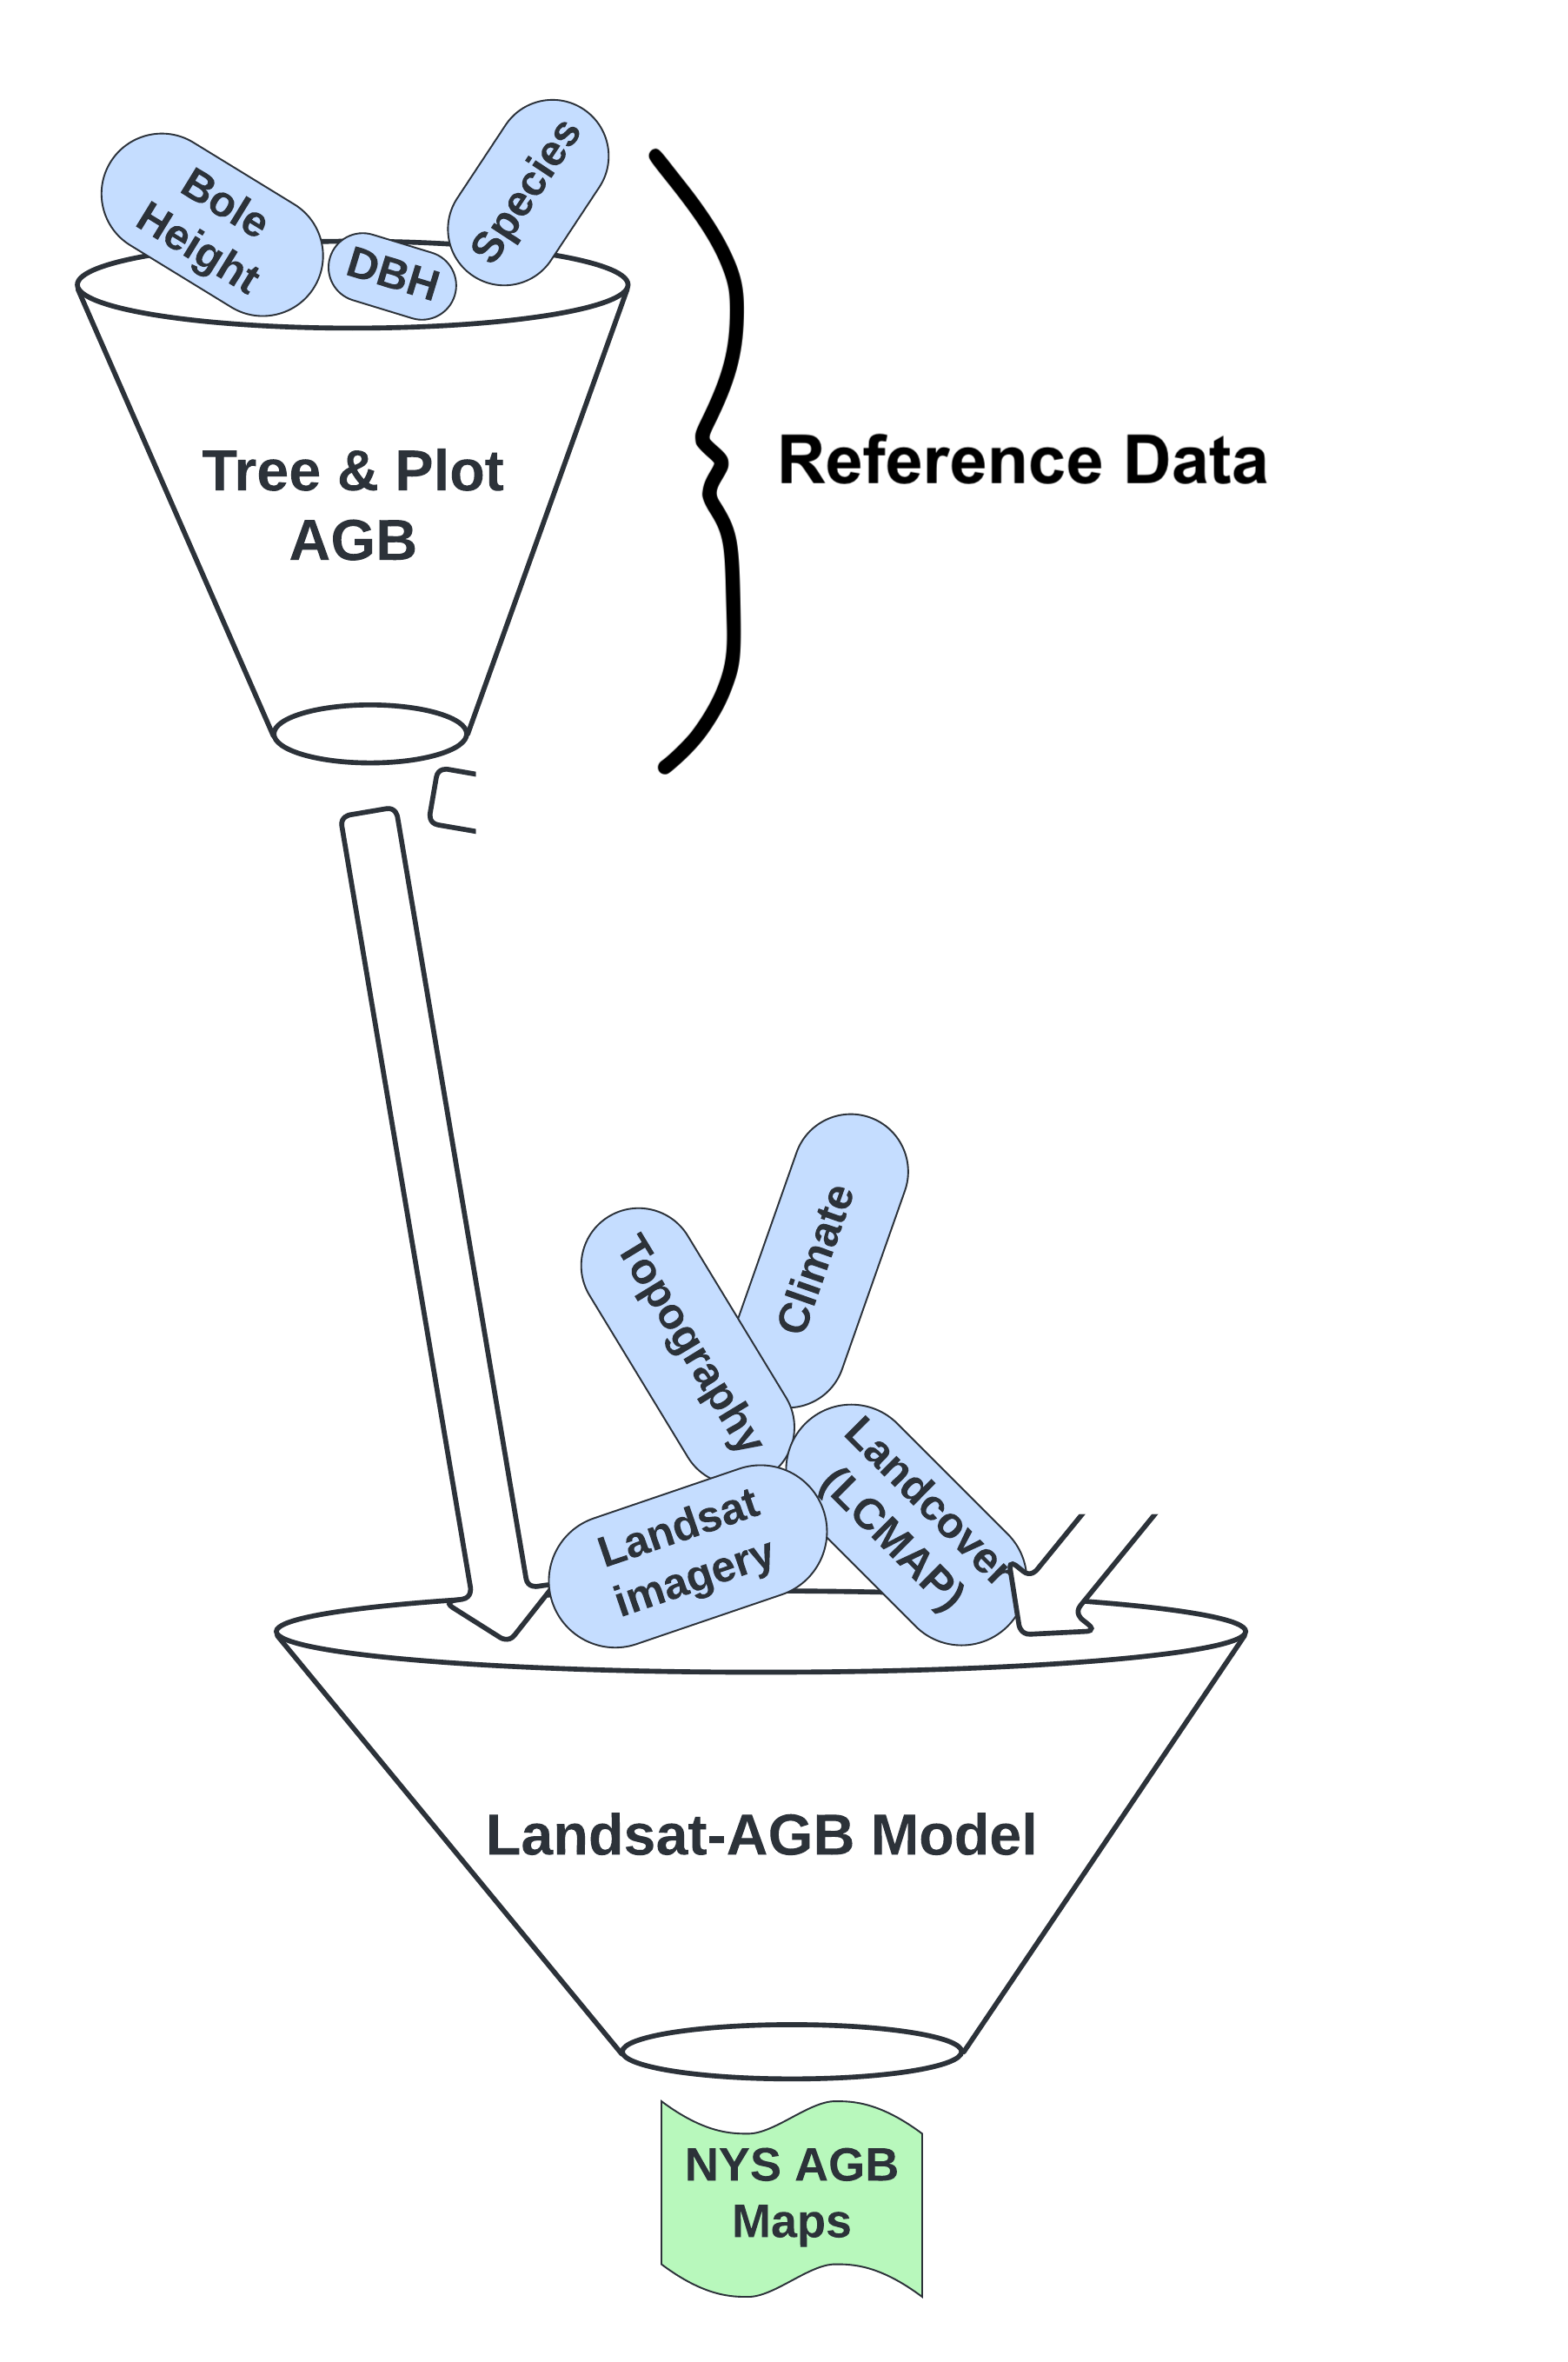 Bole
Height
DBH
Species
Tree & Plot
AGB
Reference Data
Climate
Topography
Landcover
(LCMAP)
Landsat
imagery
Landsat-AGB Model
NYS AGB
Maps